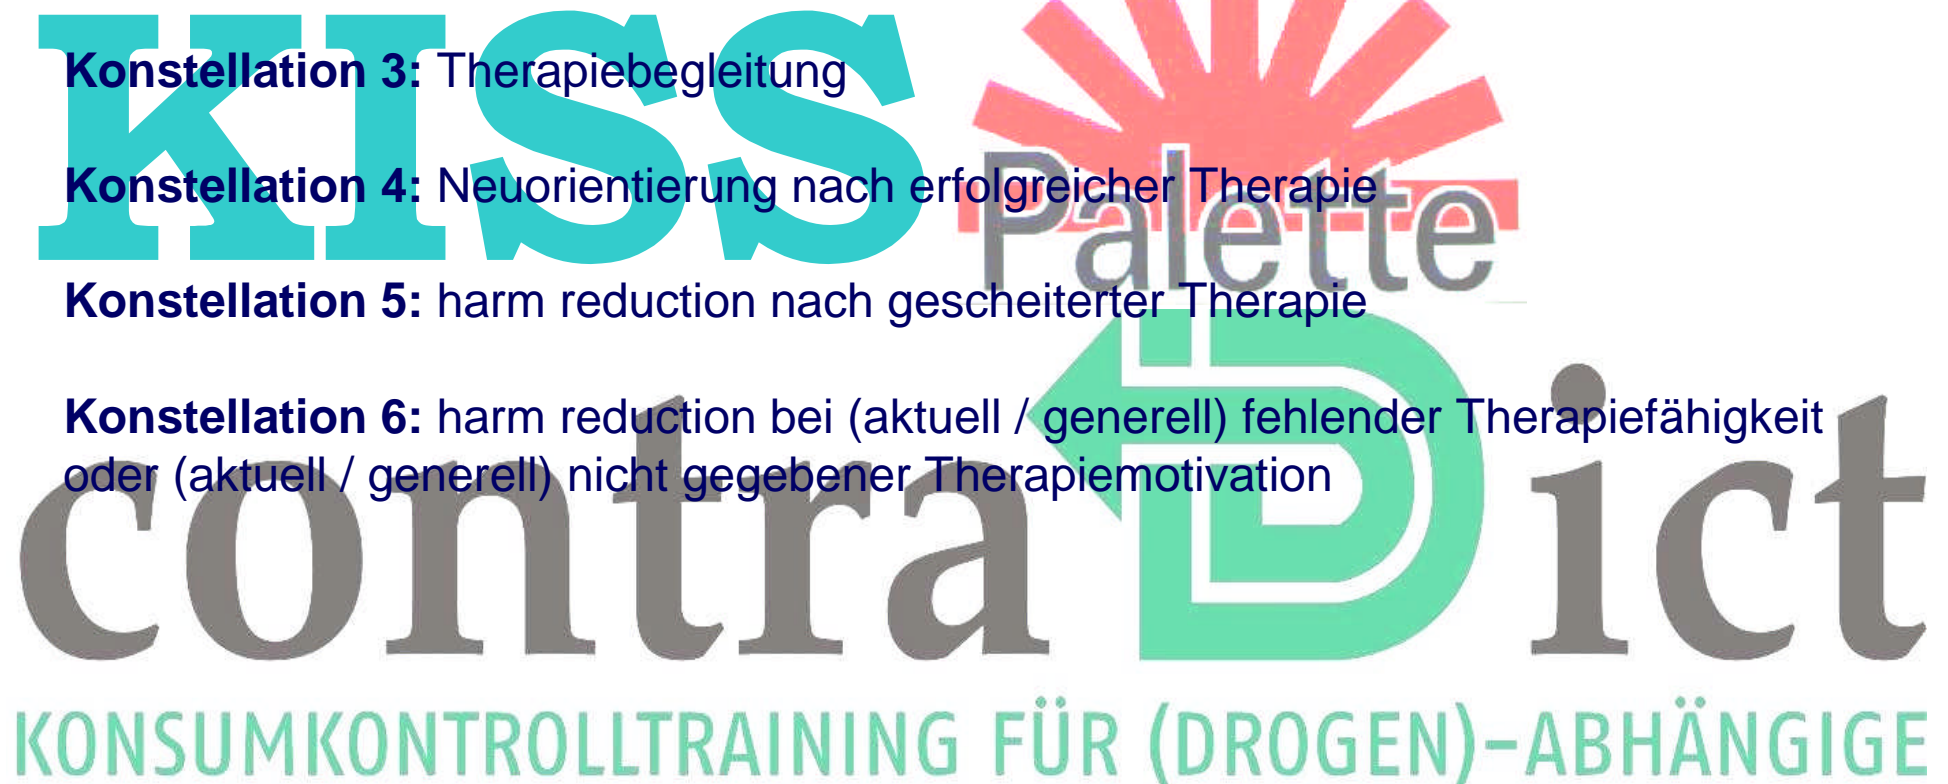 KISS
Konstellation 3: Therapiebegleitung
Palette
Konstellation 4: Neuorientierung nach erfolgreicher Therapie
Konstellation 5: harm reduction nach gescheiterter Therapie
Konstellation 6: harm reduction bei (aktuell / generell) fehlender Therapiefähigkeit
oder (aktuell / generell) nicht gegebener Therapiemotivation
contraDict
KONSUMKONTROLLTRAINING FÜR (DROGEN)-ABHÄNGIGE